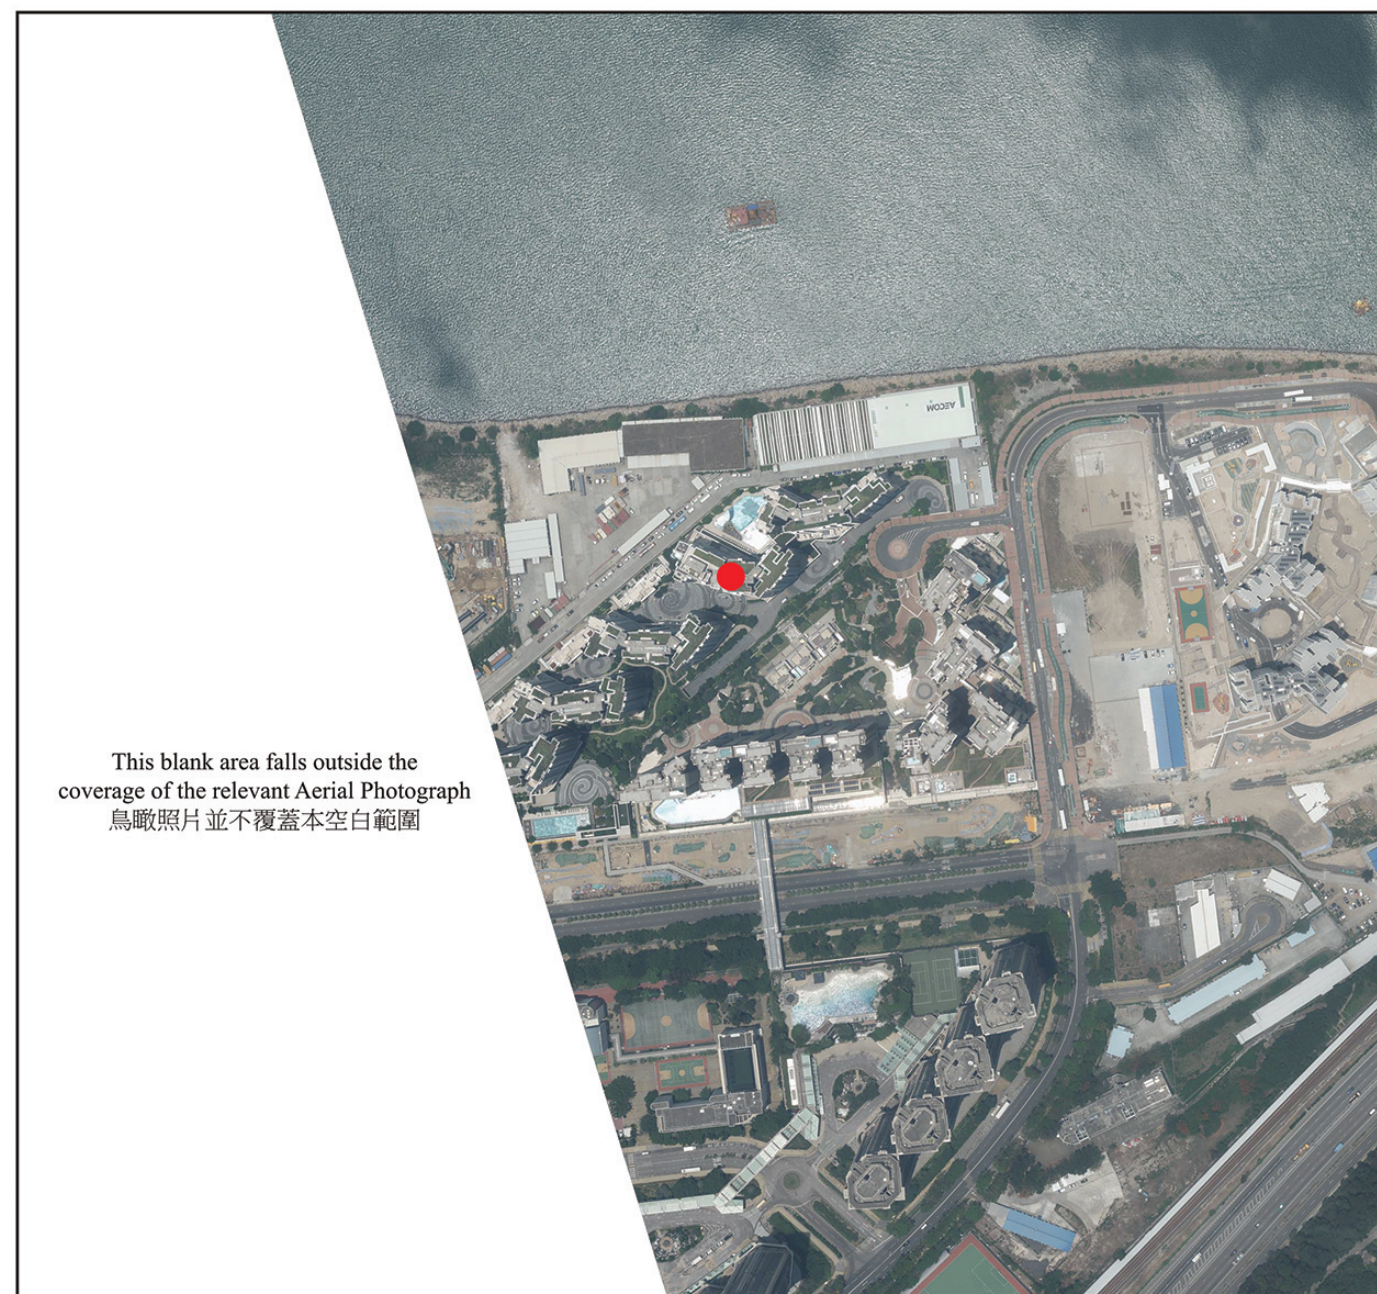 AECOM
This blank area falls outside the
coverage of the relevant Aerial Photograph
鳥瞰照片並不覆蓋本空白範圍